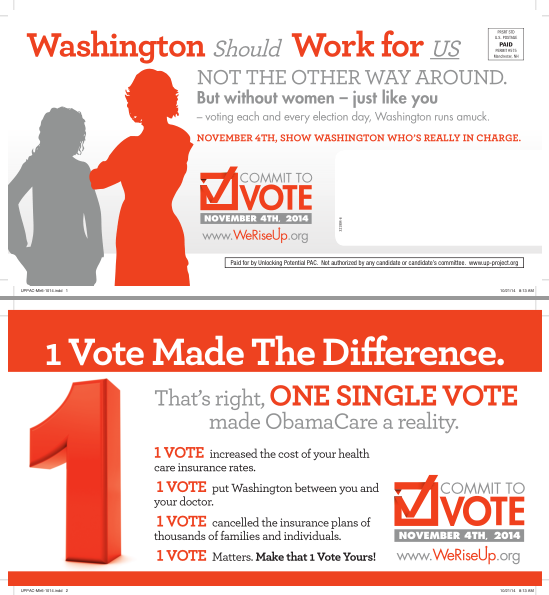 Washington Should Work for US
PRSRT STD
U.S. POSTAGE
PAID
Manchester, NH
NOT THE OTHER WAY AROUND.
But without women – just like you
– voting each and every election day, Washington runs amuck.
NOVEMBER 4TH, SHOW WASHINGTON WHO'S REALLY IN CHARGE.
COMMIT TO
VOTE
NOVEMBER 4TH, 2014
www.WeRiseUp.org
Paid for by Unlocking Potential PAC. Not authorized by any candidate or candidate's committee. www.up-project.org
1 Vote Made The Difference.
1
That's right, ONE SINGLE VOTE
made ObamaCare a reality.
1 VOTE increased the cost of your health
care insurance rates.
1 VOTE put Washington between you and
your doctor.
1 VOTE cancelled the insurance plans of
thousands of families and individuals.
1 VOTE Matters. Make that 1 Vote Yours!
COMMIT TO
VOTE
NOVEMBER 4TH, 2014
www.WeRiseUp.org